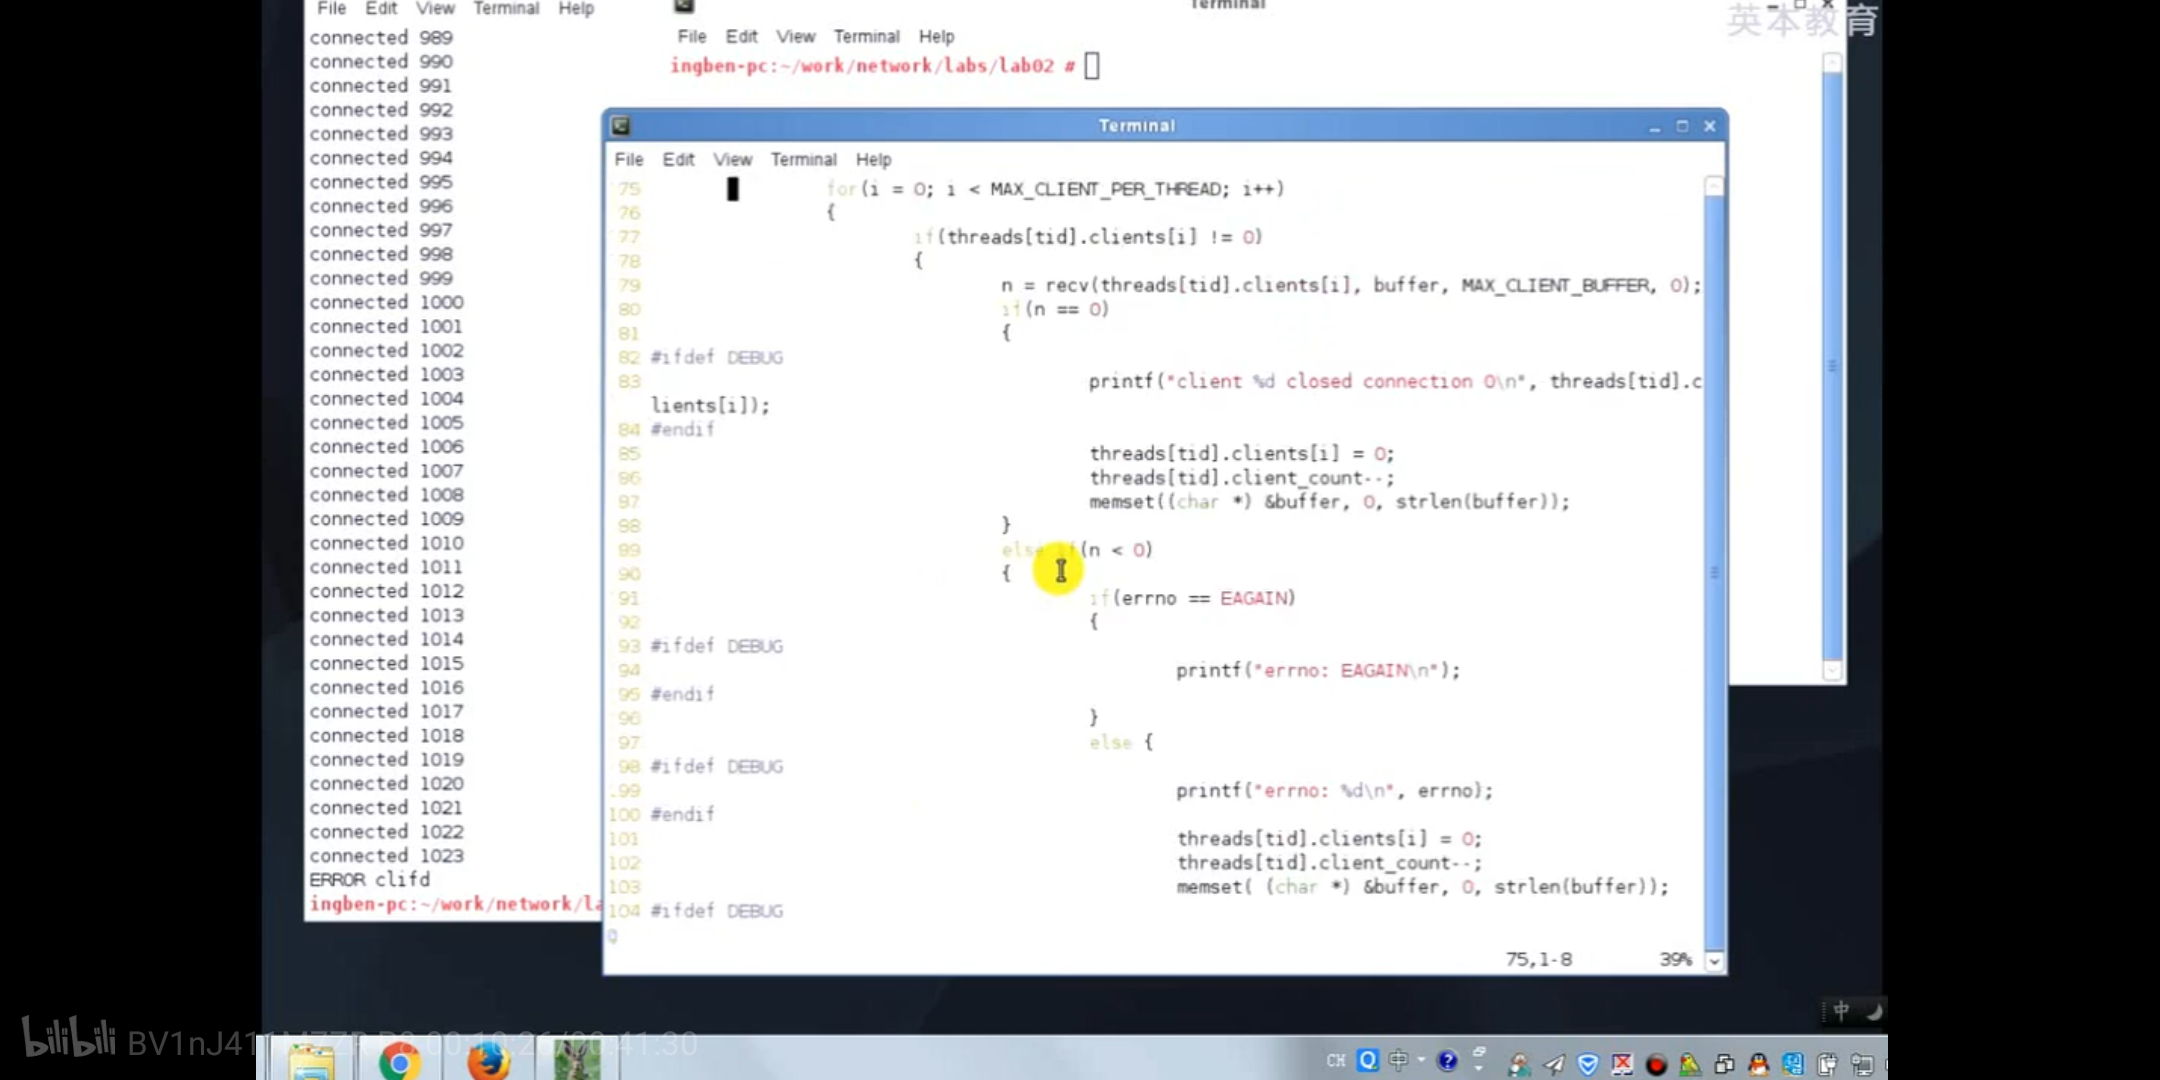 File Edit View Terminal Help
connected 989
connected 990
connected 991
connected 992
connected 993
connected 994
connected 995
connected 996
connected 997
connected 998
connected 999
connected 1000
connected 1001
connected 1002
connected 1003
connected 1004
connected 1005
connected 1006
connected 1007
connected 1008
connected 1009
connected 1010
connected 1011
connected 1012
connected 1013
connected 1014
connected 1015
connected 1016
connected 1017
connected 1018
connected 1019
connected 1020
connected 1021
connected 1022
connected 1023
ERROR clifd
ingben-pc:~/work/network/la
Terminal
英本教育
File Edit View Terminal Help
ingben-pc:~/work/network/labs/lab02 #
Terminal
File Edit View Terminal Help
75 for(i = 0; i < MAX_CLIENT_PER_THREAD; i++)
76 {
77 if(threads[tid].clients[i] != 0)
78 {
79 n = recv(threads[tid].clients[i], buffer, MAX_CLIENT_BUFFER, 0);
80 if(n == 0)
81 {
82 #ifdef DEBUG
83 printf("client %d closed connection 0\n", threads[tid].c
lients[i]);
84 #endif
85 threads[tid].clients[i] = 0;
86 threads[tid].client_count--;
87 memset((char *) &buffer, 0, strlen(buffer));
88 }
89 else if(n < 0)
90 {
91 if(errno == EAGAIN)
92 {
93 #ifdef DEBUG
94 printf("errno: EAGAIN\n");
95 #endif
96 }
97 else {
98 #ifdef DEBUG
99 printf("errno: %d\n", errno);
100 #endif
101 threads[tid].clients[i] = 0;
102 threads[tid].client_count--;
103 memset( (char *) &buffer, 0, strlen(buffer));
104 #ifdef DEBUG
@
75,1-8 39%
中
bilibili 00:10:26/00:41:30
CH 中